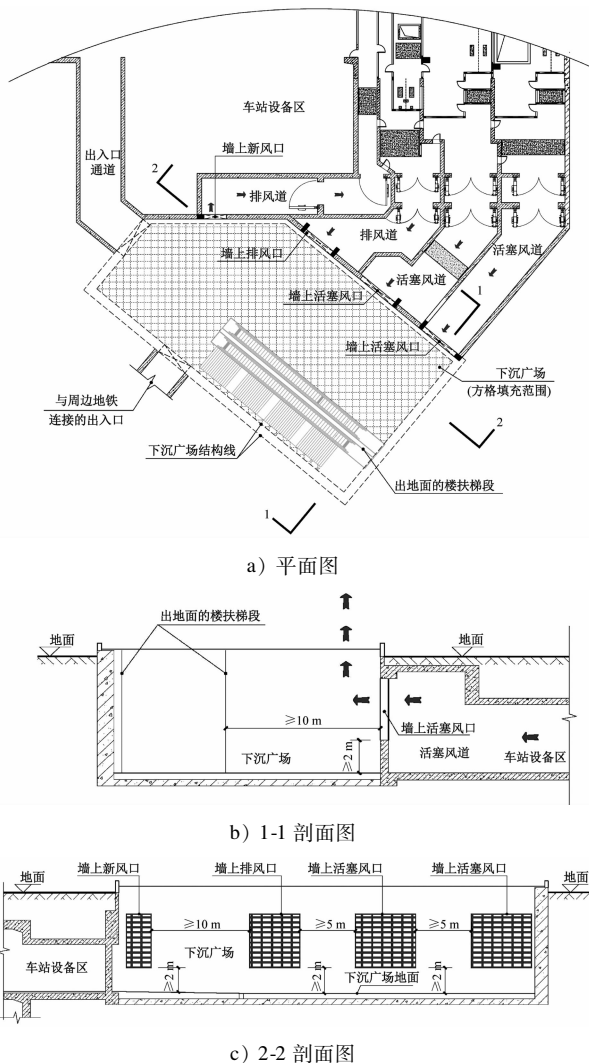 车站设备区
出入口
通道
2
墙上新风口
排风道
墙上排风口
排风道
墙上活塞风口
活塞风道
活塞风道
1
墙上活塞风口
下沉广场
(方格填充范围)
与周边地铁
连接的出入口
2
下沉广场结构线
出地面的楼扶梯段
1
a）平面图
出地面的楼扶梯段
地面
地面
≥10 m
墙上活塞风口
≥2 m
下沉广场
活塞风道
车站设备区
b）1-1 剖面图
墙上新风口
墙上排风口
墙上活塞风口
墙上活塞风口
地面
地面
≥10 m
≥5 m
≥5 m
下沉广场
车站设备区
≥2 m
≥2 m
下沉广场地面
≥2 m
c）2-2 剖面图